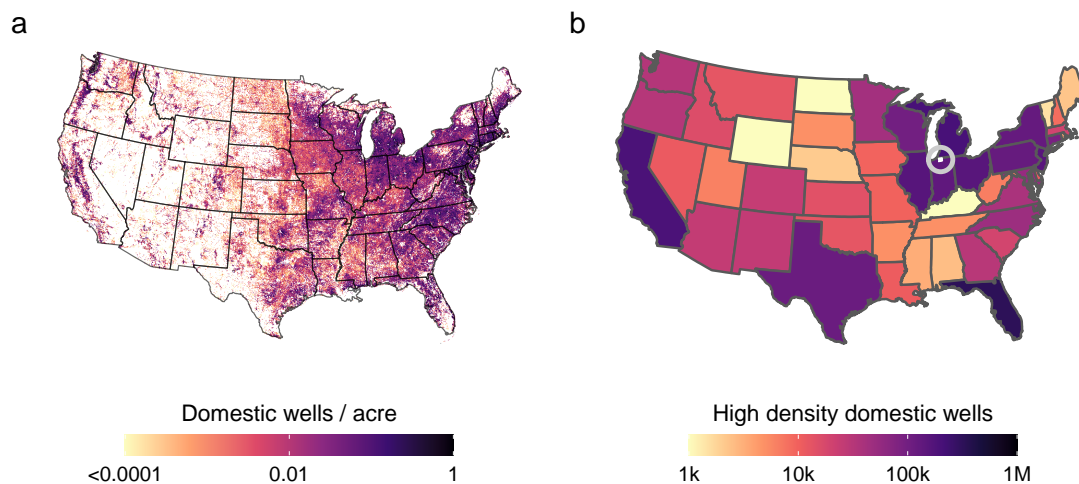 a
b
Domestic wells / acre
<0.0001 0.01 1
High density domestic wells
1k 10k 100k 1M